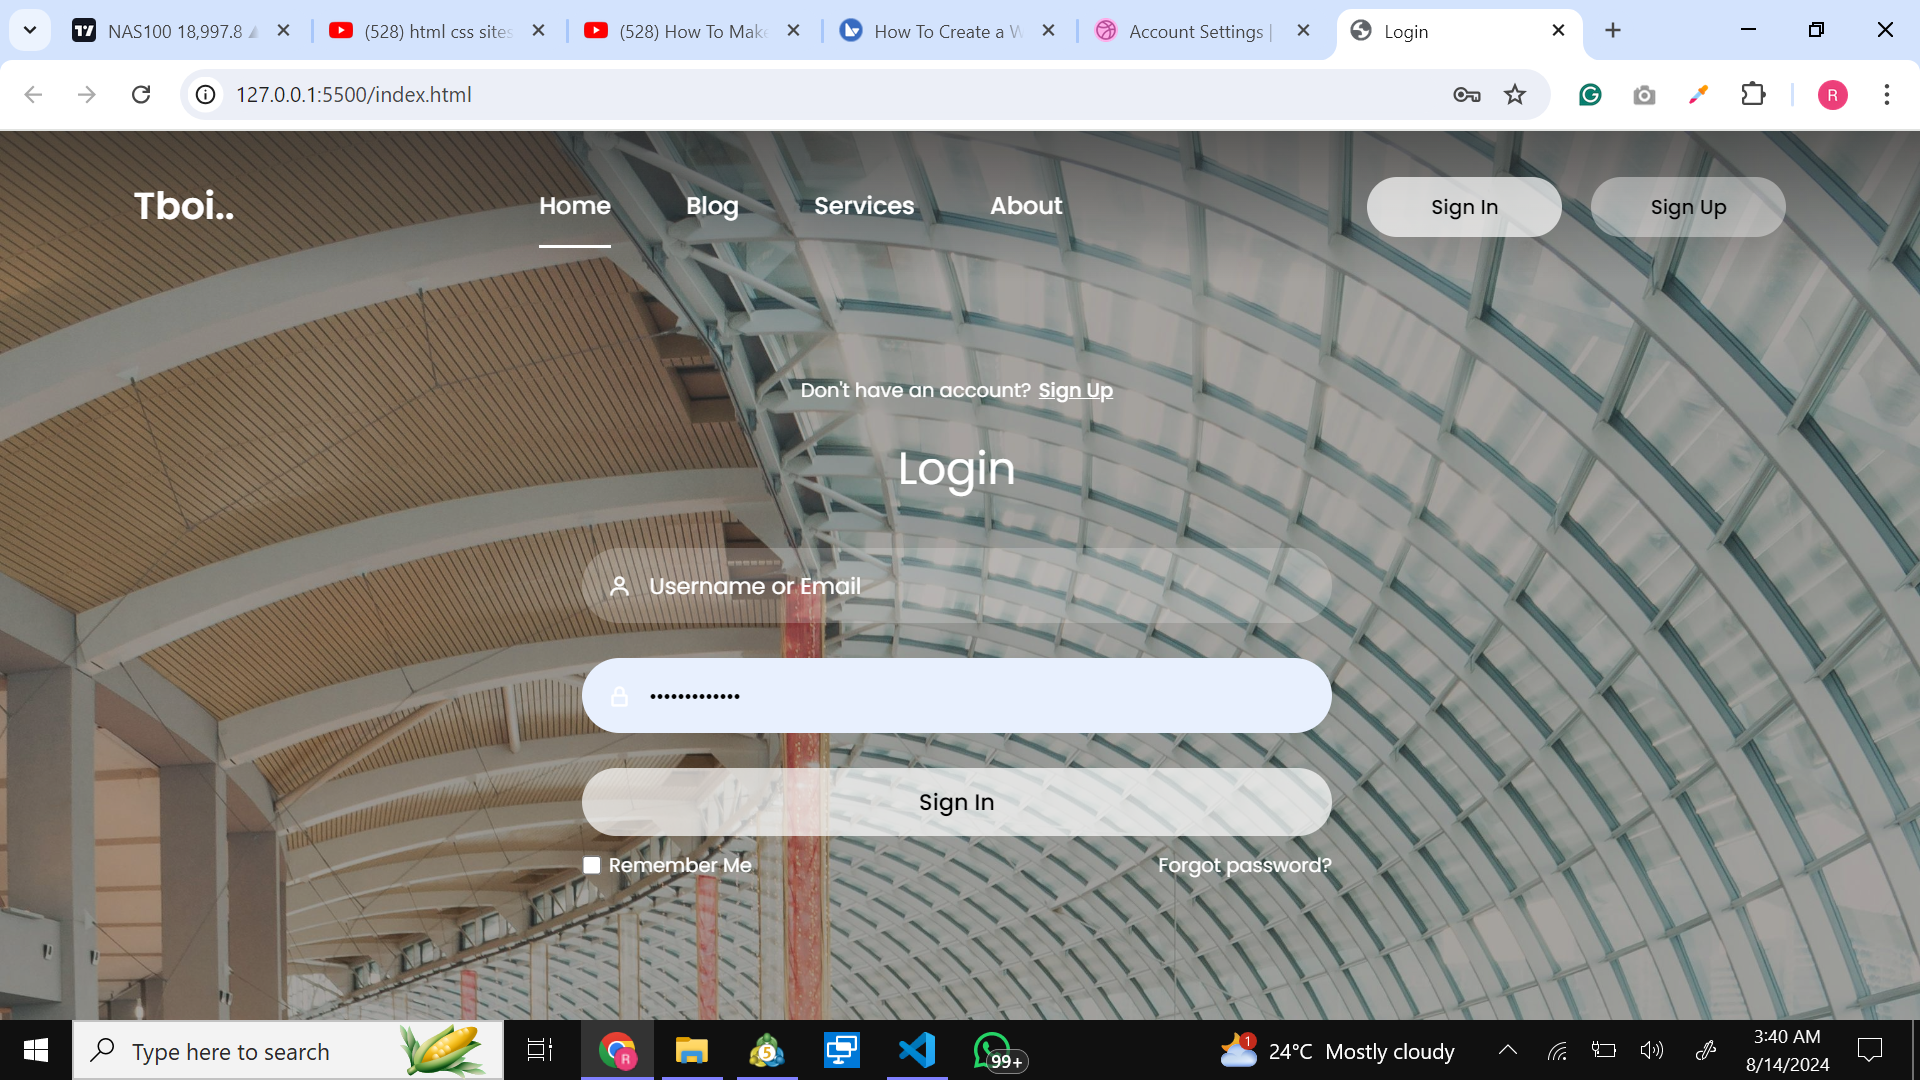 NAS100 18,997.8
(528) html css sites
(528) How To Make
How To Create a W
Account Settings |
Login
127.0.0.1:5500/index.html
R
Tboi..
Home
Blog
Services
About
Sign In
Sign Up
Don't have an account? Sign Up
Login
Username or Email
•••••••••••••
Sign In
Remember Me
Forgot password?
Type here to search
R
5
99+
1
24°C Mostly cloudy
3:40 AM
8/14/2024